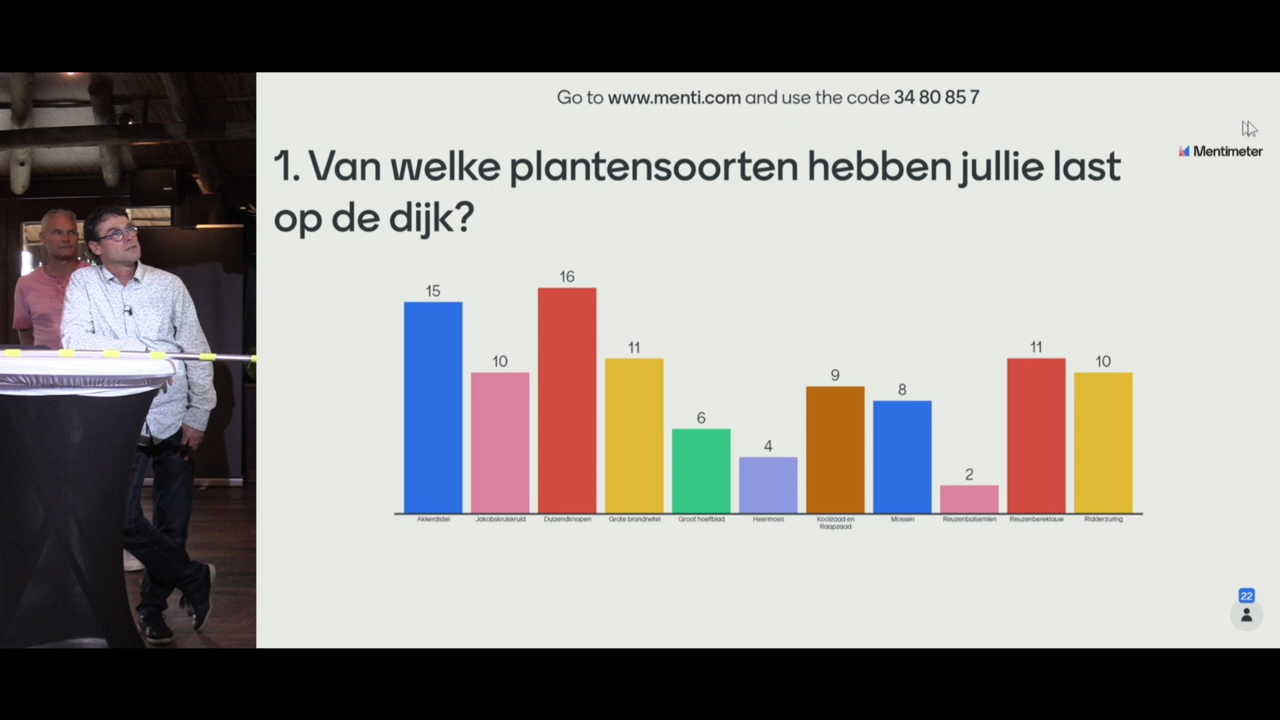 Go to www.menti.com and use the code 34 80 85 7
Mentimeter
1. Van welke plantensoorten hebben jullie last
op de dijk?
15
10
16
11
6
4
9
8
2
11
10
Akkerdistel
Jakobskruiskruid
Duizendknopen
Grote brandnetel
Groot hoefblad
Heermoes
Koolzaad en
Raapzaad
Mossen
Reuzenbalsemien
Reuzenbereklauw
Ridderzuring
22